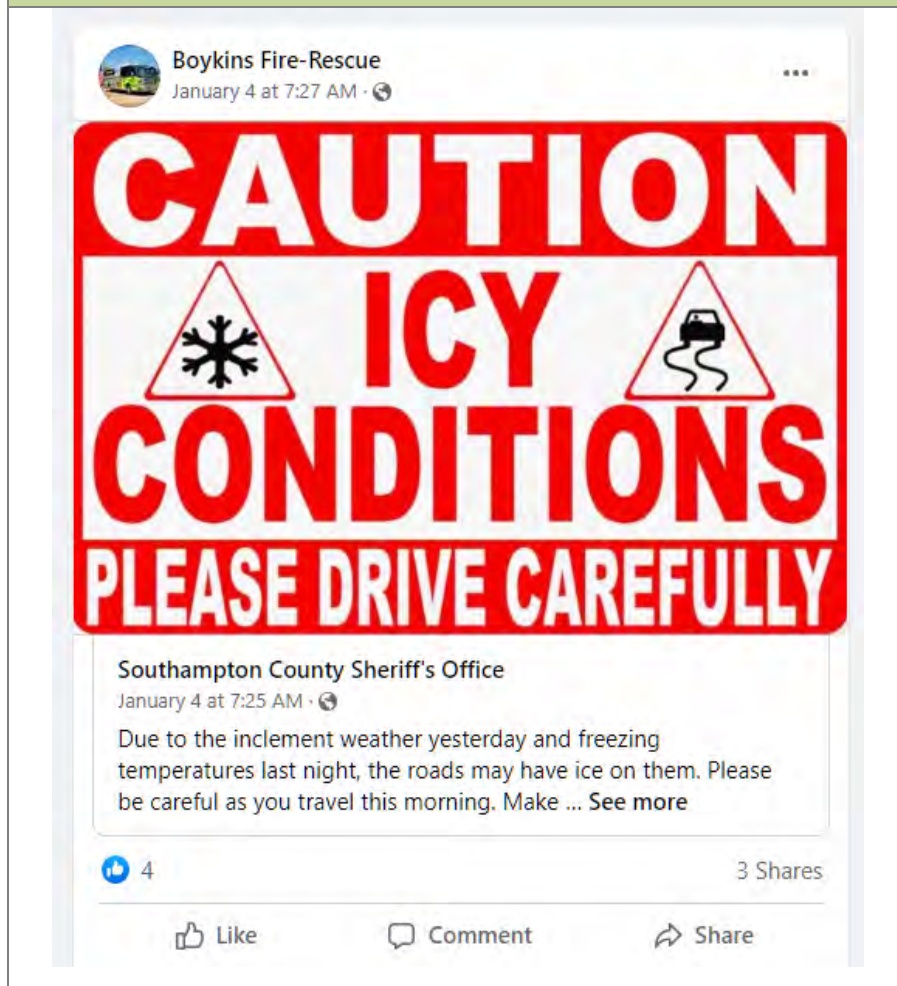 Boykins Fire-Rescue
January 4 at 7:27 AM ·
CAUTION
ICY
CONDITIONS
PLEASE DRIVE CAREFULLY
Southampton County Sheriff's Office
January 4 at 7:25 AM ·
Due to the inclement weather yesterday and freezing
temperatures last night, the roads may have ice on them. Please
be careful as you travel this morning. Make ... See more
4
3 Shares
Like
Comment
Share